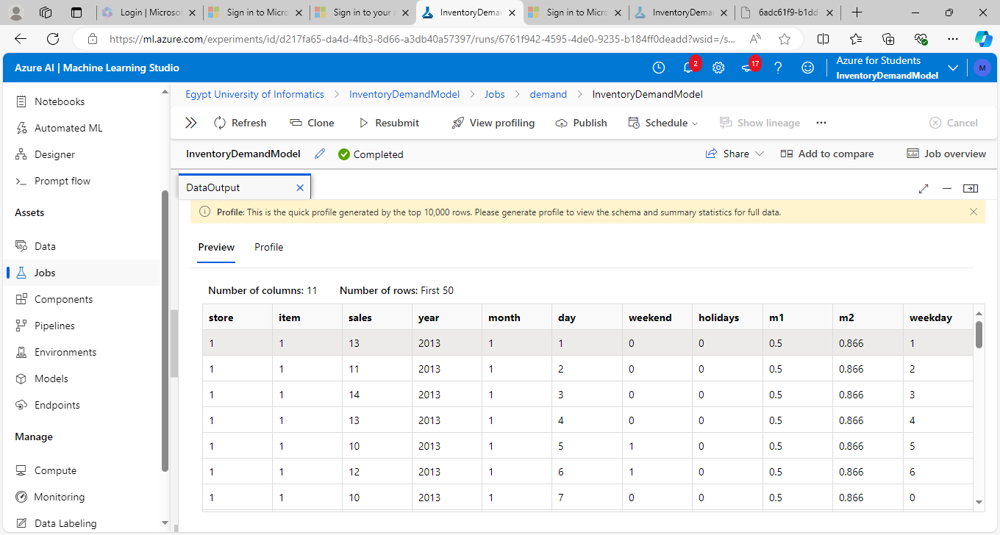 Login | Microsof
Sign in to Micro
Sign in to your a
InventoryDeman
Sign in to Micro
InventoryDeman
6adc61f9-b1dd
https://ml.azure.com/experiments/id/d217fa65-da4d-4fb3-8d66-a3db40a57397/runs/6761f942-4595-4de0-9235-b184ff0deadd?wsid=/s...
Azure AI | Machine Learning Studio
2
17
Azure for Students
InventoryDemandModel
M
Notebooks
Automated ML
Designer
Prompt flow
Assets
Data
Jobs
Components
Pipelines
Environments
Models
Endpoints
Manage
Compute
Monitoring
Data Labeling
Egypt University of Informatics > InventoryDemandModel > Jobs > demand > InventoryDemandModel
Refresh Clone Resubmit View profiling Publish Schedule Show lineage ... Cancel
InventoryDemandModel Completed Share Add to compare Job overview
DataOutput
Profile: This is the quick profile generated by the top 10,000 rows. Please generate profile to view the schema and summary statistics for full data.
Preview Profile
Number of columns: 11 Number of rows: First 50
store item sales year month day weekend holidays m1 m2 weekday
1 1 13 2013 1 1 0 0 0.5 0.866 1
1 1 11 2013 1 2 0 0 0.5 0.866 2
1 1 14 2013 1 3 0 0 0.5 0.866 3
1 1 13 2013 1 4 0 0 0.5 0.866 4
1 1 10 2013 1 5 1 0 0.5 0.866 5
1 1 12 2013 1 6 1 0 0.5 0.866 6
1 1 10 2013 1 7 0 0 0.5 0.866 0